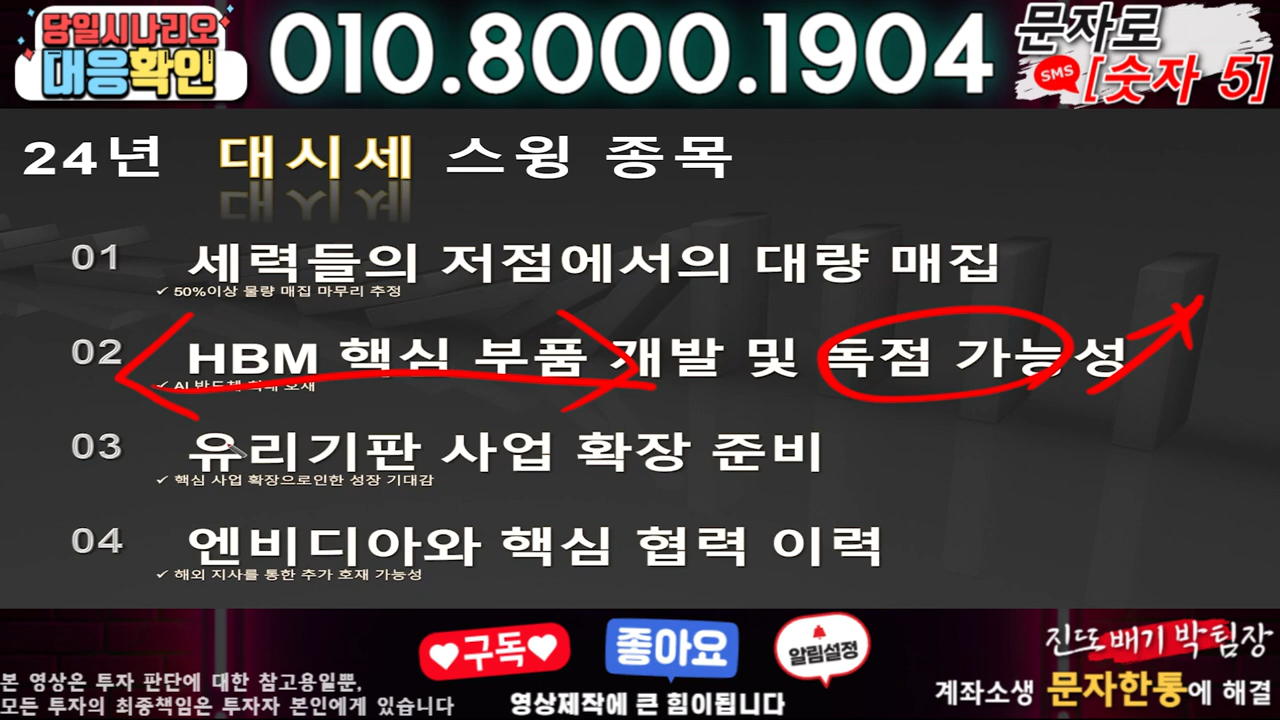 당일시나리오
대응확인
010.8000.1904
문자로
SMS [숫자 5]
24년 대시세 스윙 종목
01 세력들의 저점에서의 대량 매집
✓ 50%이상 물량 매집 마무리 추정
02 HBM 핵심 부품 개발 및 독점 가능성
✓ AI 반도체 확대 호재
03 유리기판 사업 확장 준비
✓ 핵심 사업 확장으로인한 성장 기대감
04 엔비디아와 핵심 협력 이력
✓ 해외 지사를 통한 추가 호재 가능성
구독
좋아요
알림설정
영상제작에 큰 힘이됩니다
본 영상은 투자 판단에 대한 참고용일뿐,
모든 투자의 최종책임은 투자자 본인에게 있습니다
진또배기 박팀장
계좌소생 문자한통에 해결